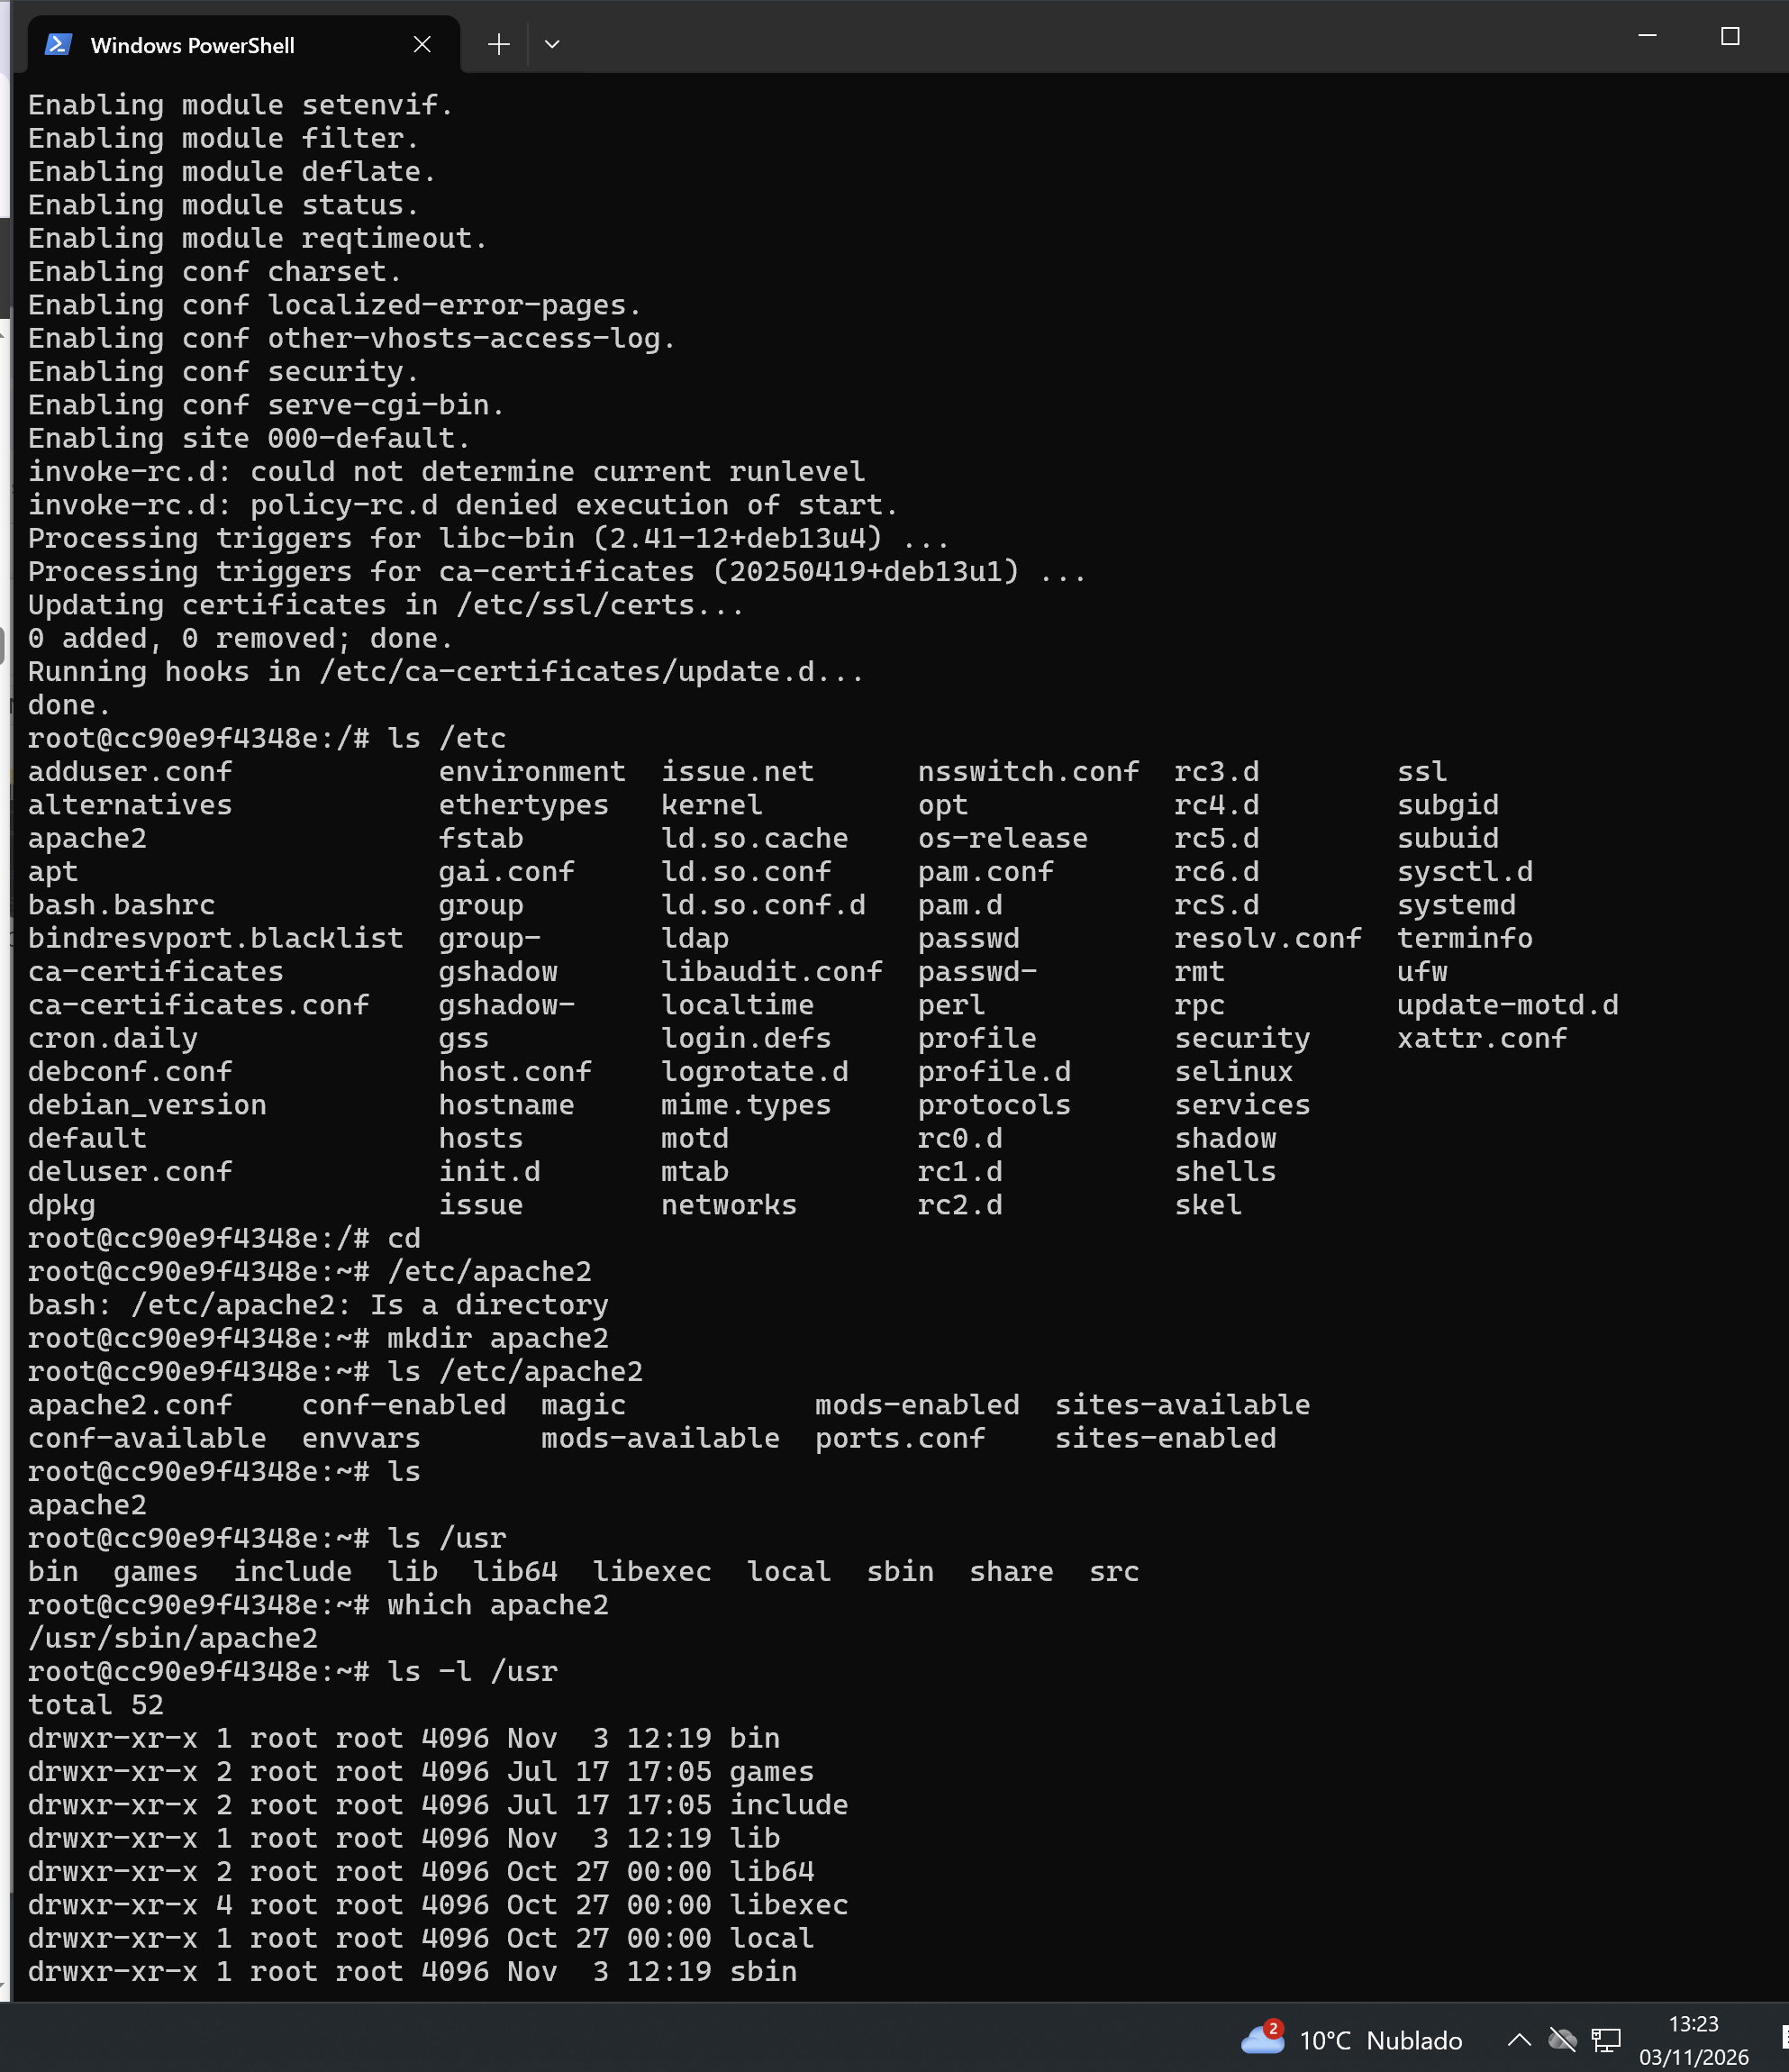 Windows PowerShell
Enabling module setenvif.
Enabling module filter.
Enabling module deflate.
Enabling module status.
Enabling module reqtimeout.
Enabling conf charset.
Enabling conf localized-error-pages.
Enabling conf other-vhosts-access-log.
Enabling conf security.
Enabling conf serve-cgi-bin.
Enabling site 000-default.
invoke-rc.d: could not determine current runlevel
invoke-rc.d: policy-rc.d denied execution of start.
Processing triggers for libc-bin (2.41-12+deb13u4) ...
Processing triggers for ca-certificates (20250419+deb13u1) ...
Updating certificates in /etc/ssl/certs...
0 added, 0 removed; done.
Running hooks in /etc/ca-certificates/update.d...
done.
root@cc90e9f4348e:/# ls /etc
adduser.conf            environment  issue.net      nsswitch.conf  rc3.d        ssl
alternatives            ethertypes   kernel         opt            rc4.d        subgid
apache2                 fstab        ld.so.cache    os-release     rc5.d        subuid
apt                     gai.conf     ld.so.conf     pam.conf       rc6.d        sysctl.d
bash.bashrc             group        ld.so.conf.d   pam.d          rcS.d        systemd
bindresvport.blacklist  group-       ldap           passwd         resolv.conf  terminfo
ca-certificates         gshadow      libaudit.conf  passwd-        rmt          ufw
ca-certificates.conf    gshadow-     localtime      perl           rpc          update-motd.d
cron.daily              gss          login.defs     profile        security     xattr.conf
debconf.conf            host.conf    logrotate.d    profile.d      selinux
debian_version          hostname     mime.types     protocols      services
default                 hosts        motd           rc0.d          shadow
deluser.conf            init.d       mtab           rc1.d          shells
dpkg                    issue        networks       rc2.d          skel
root@cc90e9f4348e:/# cd
root@cc90e9f4348e:~# /etc/apache2
bash: /etc/apache2: Is a directory
root@cc90e9f4348e:~# mkdir apache2
root@cc90e9f4348e:~# ls /etc/apache2
apache2.conf    conf-enabled  magic           mods-enabled  sites-available
conf-available  envvars       mods-available  ports.conf    sites-enabled
root@cc90e9f4348e:~# ls
apache2
root@cc90e9f4348e:~# ls /usr
bin  games  include  lib  lib64  libexec  local  sbin  share  src
root@cc90e9f4348e:~# which apache2
/usr/sbin/apache2
root@cc90e9f4348e:~# ls -l /usr
total 52
drwxr-xr-x 1 root root 4096 Nov  3 12:19 bin
drwxr-xr-x 2 root root 4096 Jul 17 17:05 games
drwxr-xr-x 2 root root 4096 Jul 17 17:05 include
drwxr-xr-x 1 root root 4096 Nov  3 12:19 lib
drwxr-xr-x 2 root root 4096 Oct 27 00:00 lib64
drwxr-xr-x 4 root root 4096 Oct 27 00:00 libexec
drwxr-xr-x 1 root root 4096 Oct 27 00:00 local
drwxr-xr-x 1 root root 4096 Nov  3 12:19 sbin
2 10°C Nublado
13:23
03/11/2026